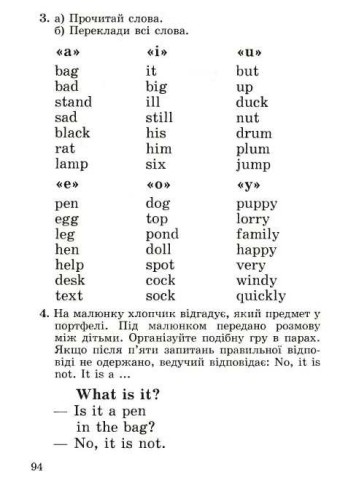 3. а) Прочитай слова.
б) Переклади всі слова.
«a» «i» «u»
bag it but
bad big up
stand ill duck
sad still nut
black his drum
rat him plum
lamp six jump
«e» «o» «y»
pen dog puppy
egg top lorry
leg pond family
hen doll happy
help spot very
desk cock windy
text sock quickly
4. На малюнку хлопчик відгадує, який предмет у
портфелі. Під малюнком передано розмову
між дітьми. Організуйте подібну гру в парах.
Якщо після п'яти запитань правильної відпо-
віді не одержано, ведучий відповідає: No, it is
not. It is a ...
What is it?
— Is it a pen
in the bag?
— No, it is not.
94